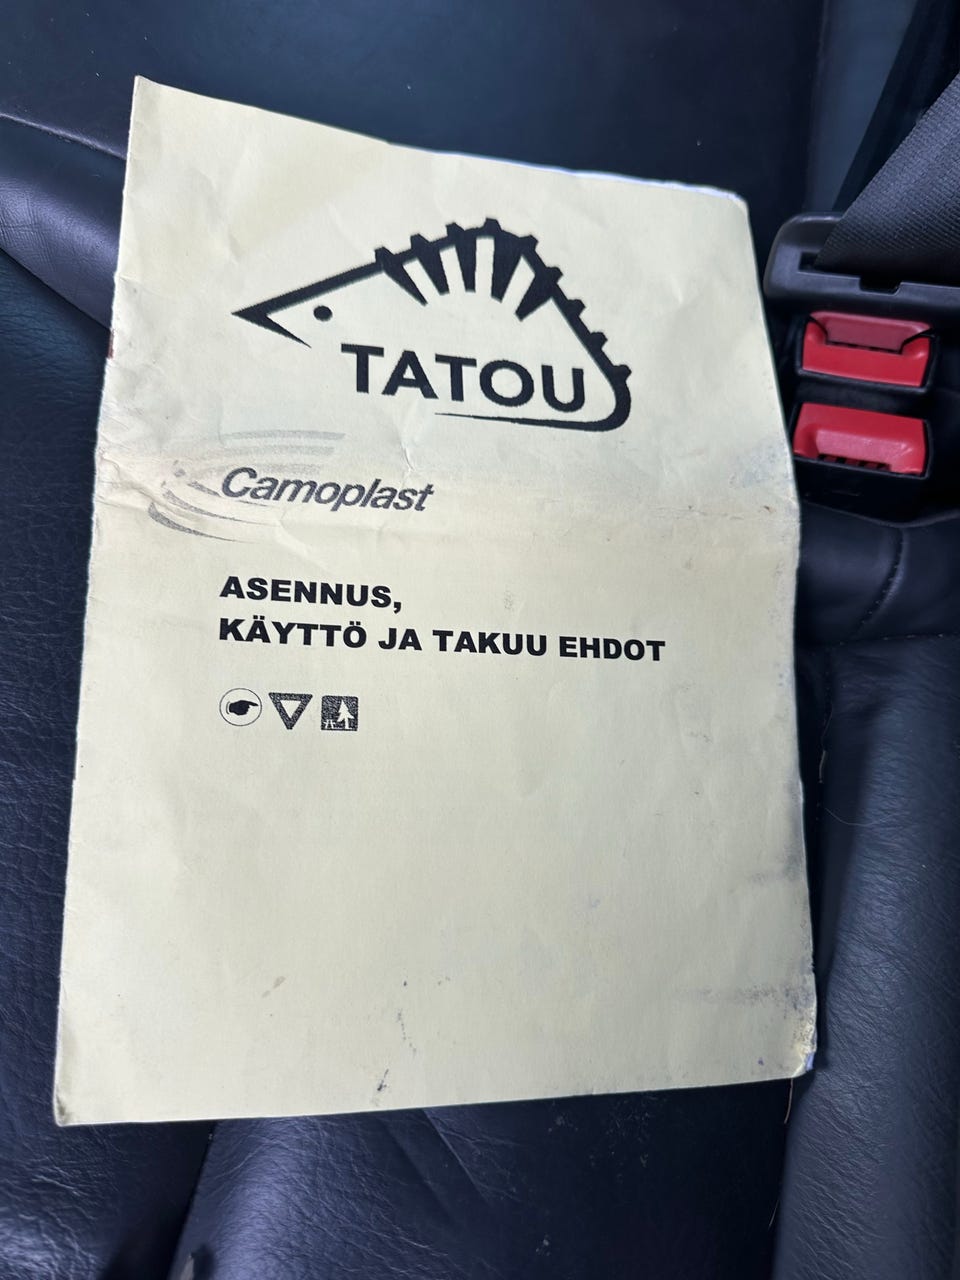 TATOU
Camoplast
ASENNUS,
KÄYTTÖ JA TAKUU EHDOT